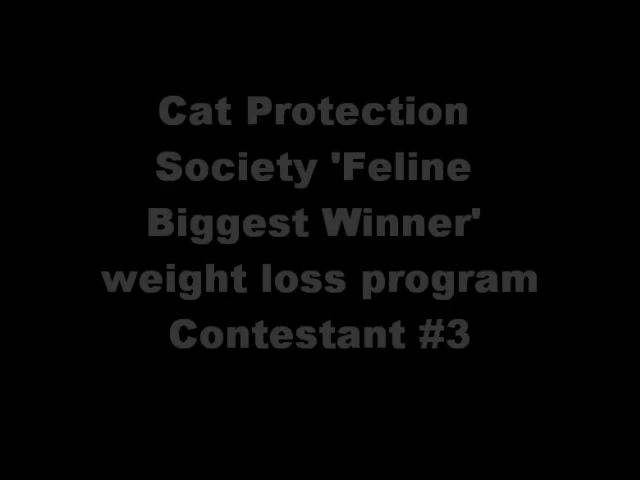 Cat Protection
Society 'Feline
Biggest Winner'
weight loss program
Contestant #3